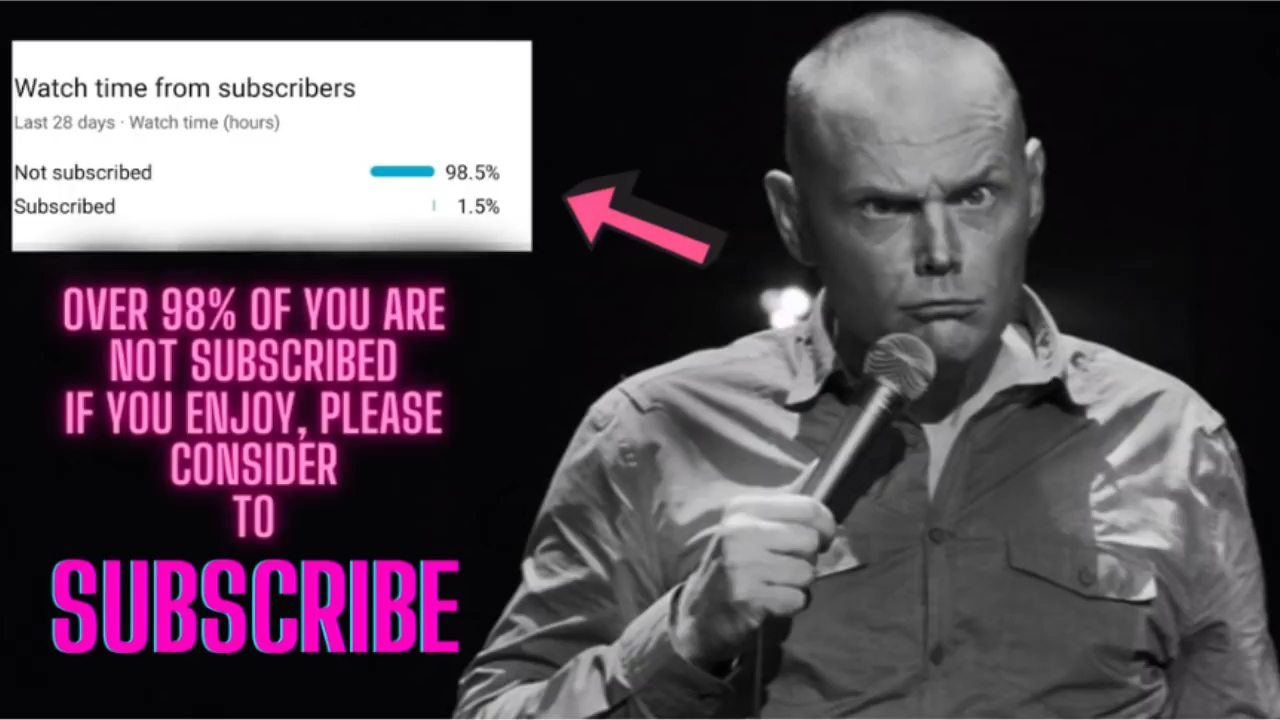 Watch time from subscribers
Last 28 days · Watch time (hours)
Not subscribed 98.5%
Subscribed 1.5%
OVER 98% OF YOU ARE
NOT SUBSCRIBED
IF YOU ENJOY, PLEASE
CONSIDER
TO
SUBSCRIBE